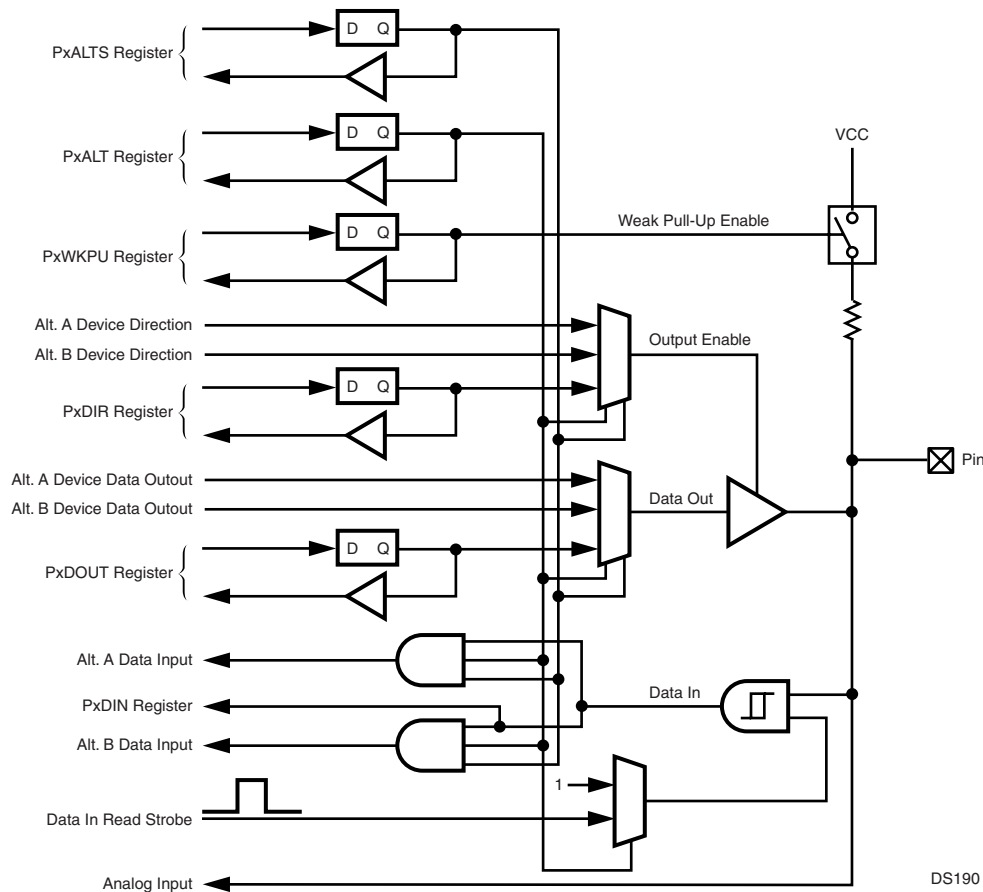 PxALTS Register
D Q
PxALT Register
D Q
VCC
PxWKPU Register
D Q
Weak Pull-Up Enable
Alt. A Device Direction
Alt. B Device Direction
Output Enable
PxDIR Register
D Q
Pin
Alt. A Device Data Outout
Alt. B Device Data Outout
Data Out
PxDOUT Register
D Q
Alt. A Data Input
PxDIN Register
Data In
Alt. B Data Input
1
Data In Read Strobe
Analog Input
DS190